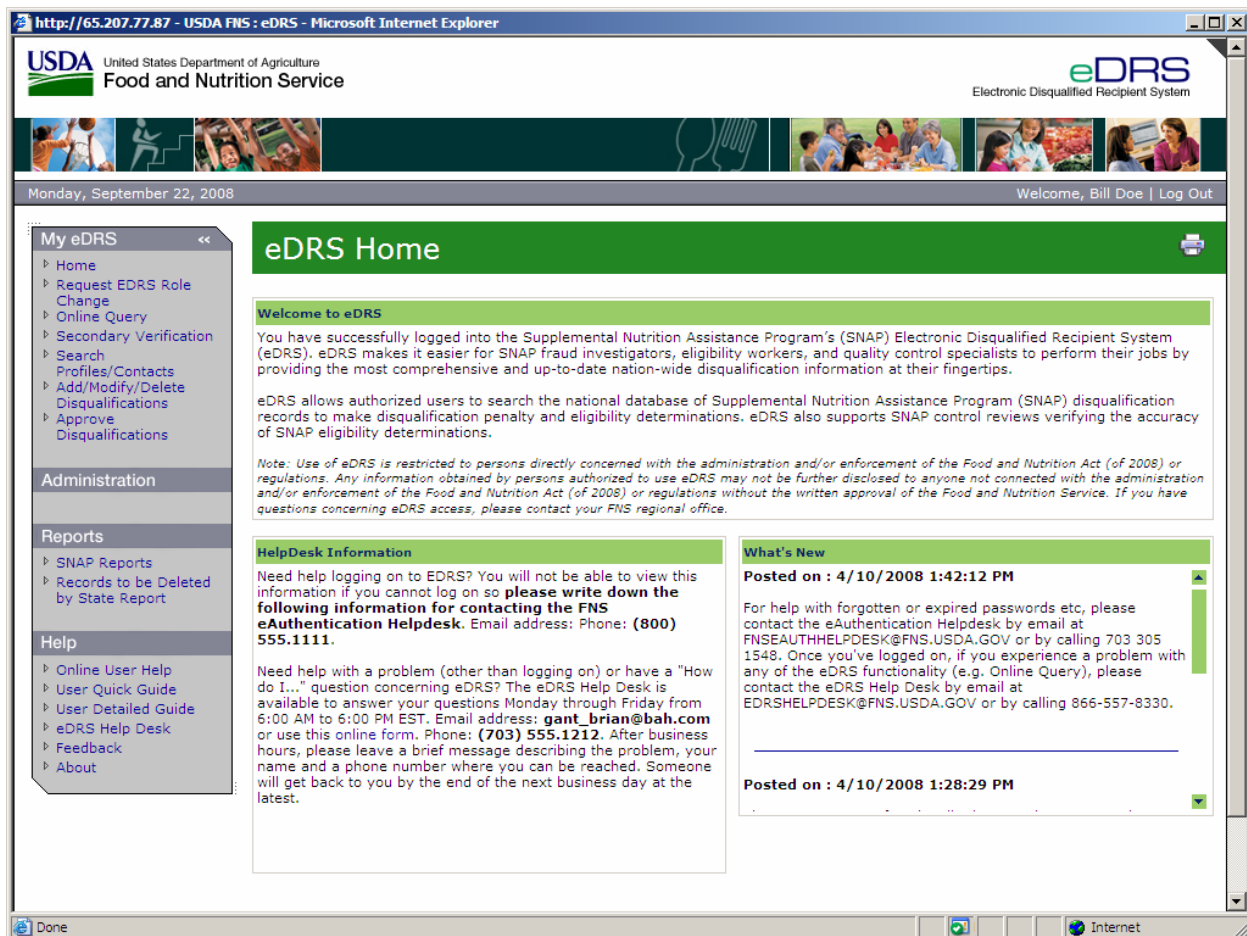 http://65.207.77.87 - USDA FNS : eDRS - Microsoft Internet Explorer
USDA
United States Department of Agriculture
Food and Nutrition Service
eDRS
Electronic Disqualified Recipient System
Monday, September 22, 2008
Welcome, Bill Doe | Log Out
My eDRS <<
Home
Request EDRS Role
Change
Online Query
Secondary Verification
Search
Profiles/Contacts
Add/Modify/Delete
Disqualifications
Approve
Disqualifications
Administration
Reports
SNAP Reports
Records to be Deleted
by State Report
Help
Online User Help
User Quick Guide
User Detailed Guide
eDRS Help Desk
Feedback
About
eDRS Home
Welcome to eDRS
You have successfully logged into the Supplemental Nutrition Assistance Program's (SNAP) Electronic Disqualified Recipient System
(eDRS). eDRS makes it easier for SNAP fraud investigators, eligibility workers, and quality control specialists to perform their jobs by
providing the most comprehensive and up-to-date nation-wide disqualification information at their fingertips.
eDRS allows authorized users to search the national database of Supplemental Nutrition Assistance Program (SNAP) disqualification
records to make disqualification penalty and eligibility determinations. eDRS also supports SNAP control reviews verifying the accuracy
of SNAP eligibility determinations.
Note: Use of eDRS is restricted to persons directly concerned with the administration and/or enforcement of the Food and Nutrition Act (of 2008) or
regulations. Any information obtained by persons authorized to use eDRS may not be further disclosed to anyone not connected with the administration
and/or enforcement of the Food and Nutrition Act (of 2008) or regulations without the written approval of the Food and Nutrition Service. If you have
questions concerning eDRS access, please contact your FNS regional office.
HelpDesk Information
Need help logging on to EDRS? You will not be able to view this
information if you cannot log on so please write down the
following information for contacting the FNS
eAuthentication Helpdesk. Email address: Phone: (800)
555.1111.
Need help with a problem (other than logging on) or have a "How
do I..." question concerning eDRS? The eDRS Help Desk is
available to answer your questions Monday through Friday from
6:00 AM to 6:00 PM EST. Email address: gant_brian@bah.com
or use this online form. Phone: (703) 555.1212. After business
hours, please leave a brief message describing the problem, your
name and a phone number where you can be reached. Someone
will get back to you by the end of the next business day at the
latest.
What's New
Posted on : 4/10/2008 1:42:12 PM
For help with forgotten or expired passwords etc, please
contact the eAuthentication Helpdesk by email at
FNSEAUTHHELPDESK@FNS.USDA.GOV or by calling 703 305
1548. Once you've logged on, if you experience a problem with
any of the eDRS functionality (e.g. Online Query), please
contact the eDRS Help Desk by email at
EDRSHELPDESK@FNS.USDA.GOV or by calling 866-557-8330.
Posted on : 4/10/2008 1:28:29 PM
Done
Internet